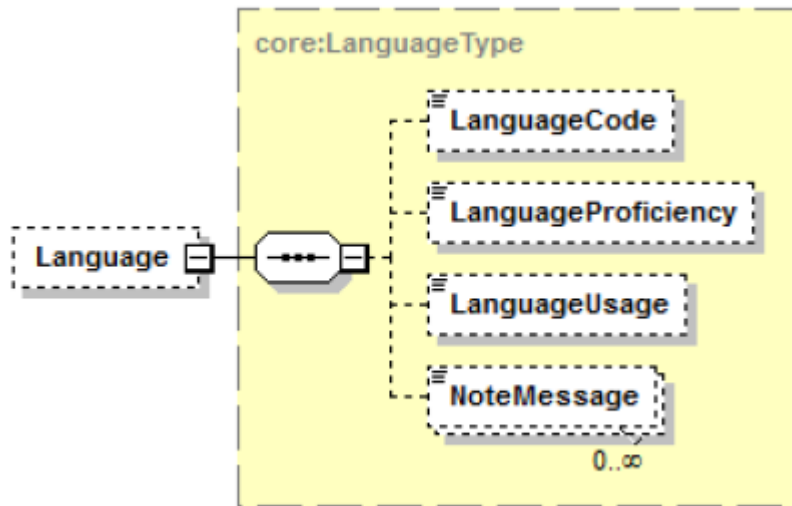 core:LanguageType
LanguageCode
LanguageProficiency
Language
LanguageUsage
NoteMessage
0..∞